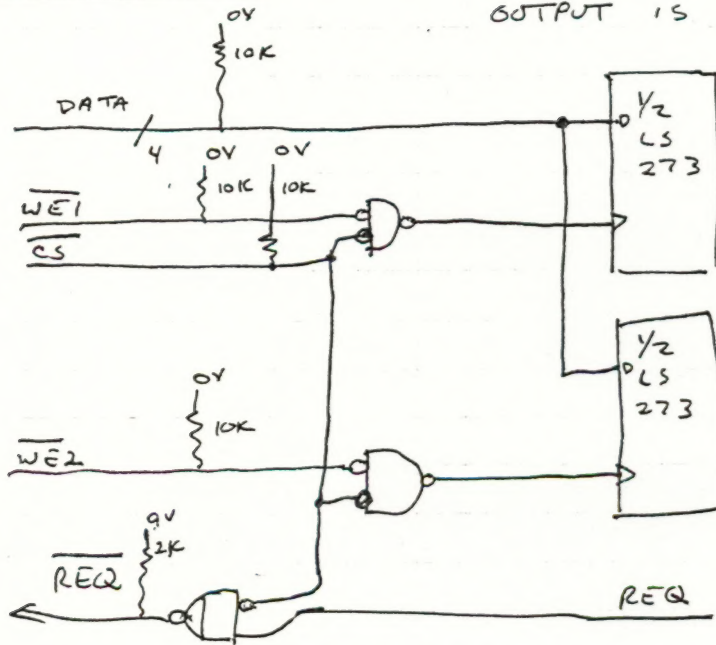 OUTPUT IS
0V
10K
DATA
4
0V
10K
0V
10K
WE1
CS
1/2
LS
273
0V
10K
WE2
1/2
LS
273
9V
2K
REQ
REQ